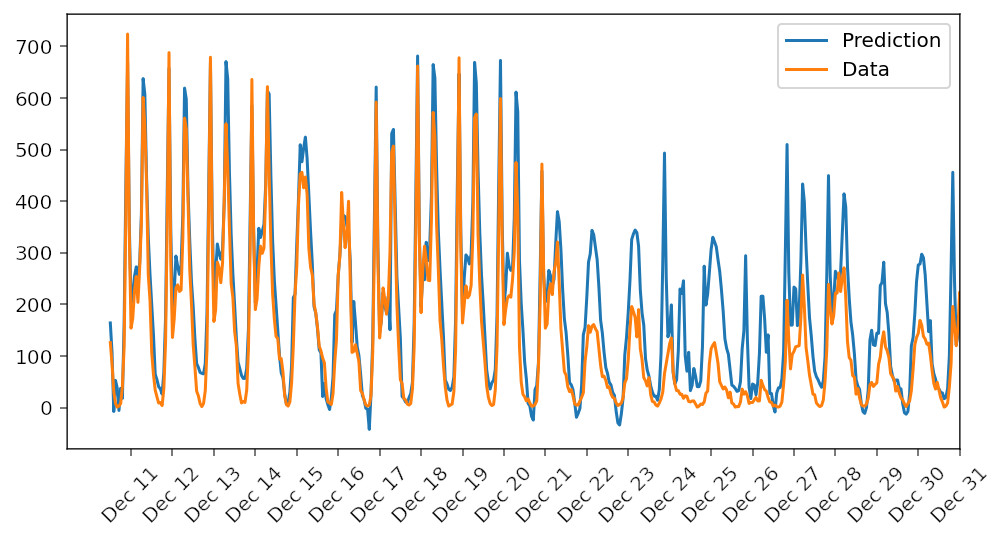 700
600
500
400
300
200
100
0
Prediction
Data
Dec 11
Dec 12
Dec 13
Dec 14
Dec 15
Dec 16
Dec 17
Dec 18
Dec 19
Dec 20
Dec 21
Dec 22
Dec 23
Dec 24
Dec 25
Dec 26
Dec 27
Dec 28
Dec 29
Dec 30
Dec 31